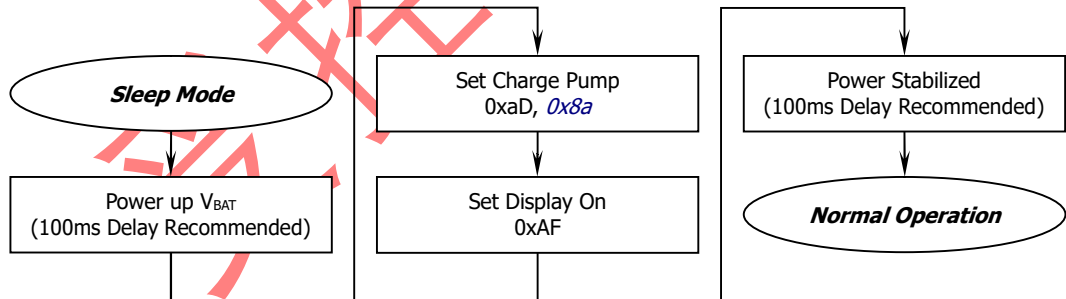 Sleep Mode
Power up VBAT
(100ms Delay Recommended)
Set Charge Pump
0xaD, 0x8a
Set Display On
0xAF
Power Stabilized
(100ms Delay Recommended)
Normal Operation